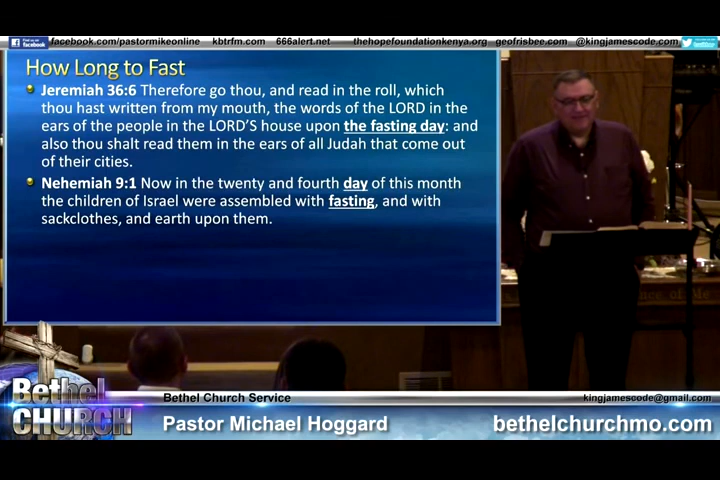 Find us on
facebook
facebook.com/pastormikeonline kbtrfm.com 666alert.net thehopefoundationkenya.org geofrisbee.com @kingjamescode.com twitter
How Long to Fast
Jeremiah 36:6 Therefore go thou, and read in the roll, which
thou hast written from my mouth, the words of the LORD in the
ears of the people in the LORD'S house upon the fasting day: and
also thou shalt read them in the ears of all Judah that come out
of their cities.
Nehemiah 9:1 Now in the twenty and fourth day of this month
the children of Israel were assembled with fasting, and with
sackclothes, and earth upon them.
Bethel
CHURCH
Bethel Church Service
kingjamescode@gmail.com
Pastor Michael Hoggard
bethelchurchmo.com